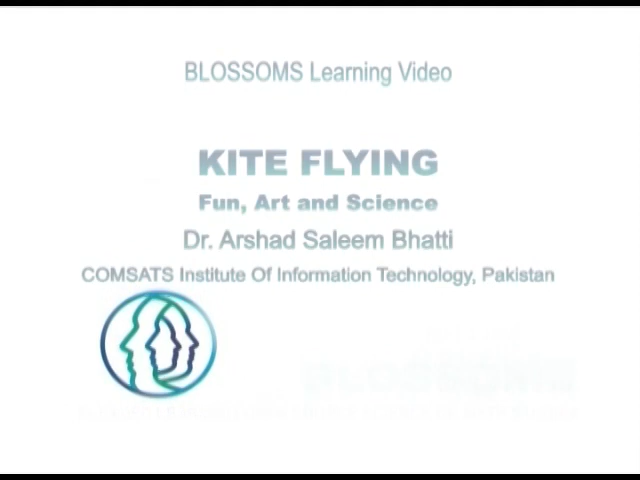 BLOSSOMS Learning Video
KITE FLYING
Fun, Art and Science
Dr. Arshad Saleem Bhatti
COMSATS Institute Of Information Technology, Pakistan
BLOSSOMS